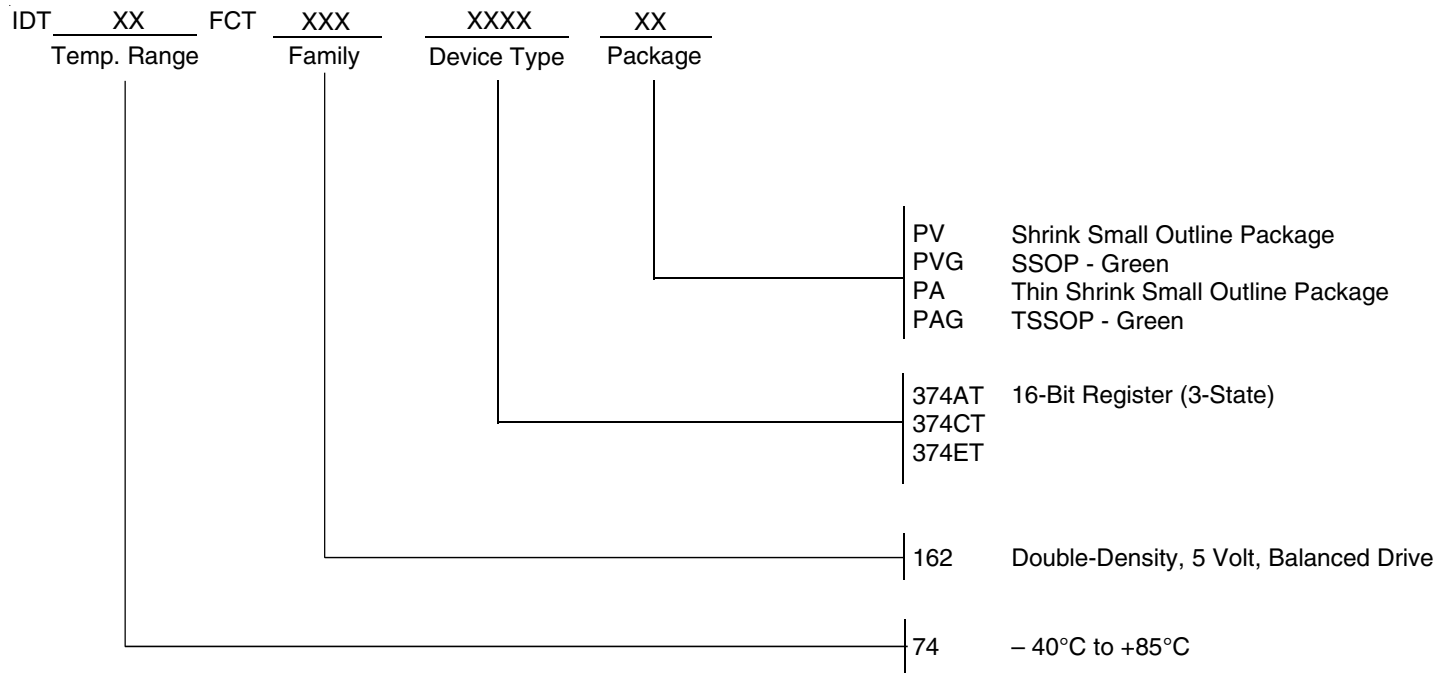 IDT XX FCT XXX XXXX XX
Temp. Range Family Device Type Package
PV Shrink Small Outline Package
PVG SSOP - Green
PA Thin Shrink Small Outline Package
PAG TSSOP - Green
374AT 16-Bit Register (3-State)
374CT
374ET
162 Double-Density, 5 Volt, Balanced Drive
74 – 40°C to +85°C